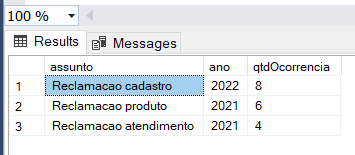 100 %
Results Messages
assunto ano qtdOcorrencia
1 Reclamacao cadastro 2022 8
2 Reclamacao produto 2021 6
3 Reclamacao atendimento 2021 4